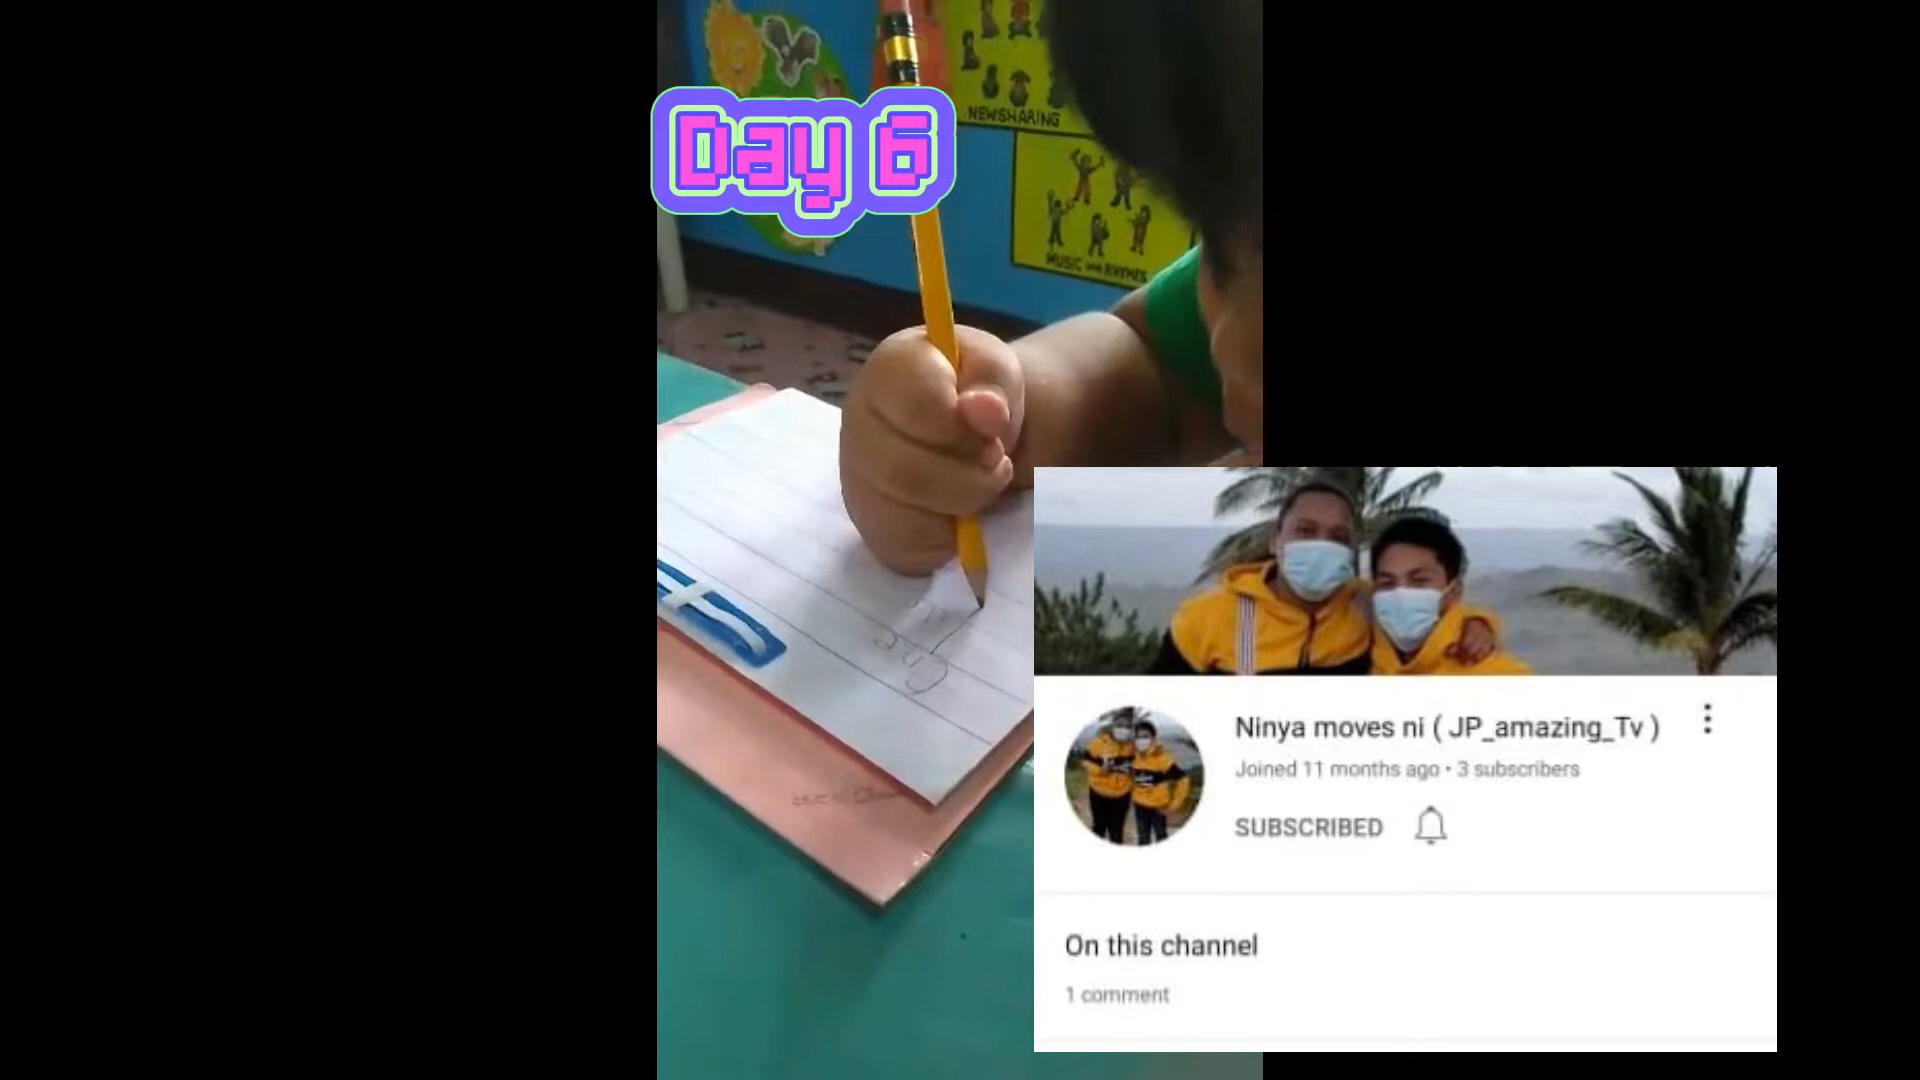 Day 6
NEWSHARING
MUSIC AND RHYMES
ay
Ninya moves ni ( JP_amazing_Tv )
Joined 11 months ago • 3 subscribers
SUBSCRIBED
On this channel
1 comment